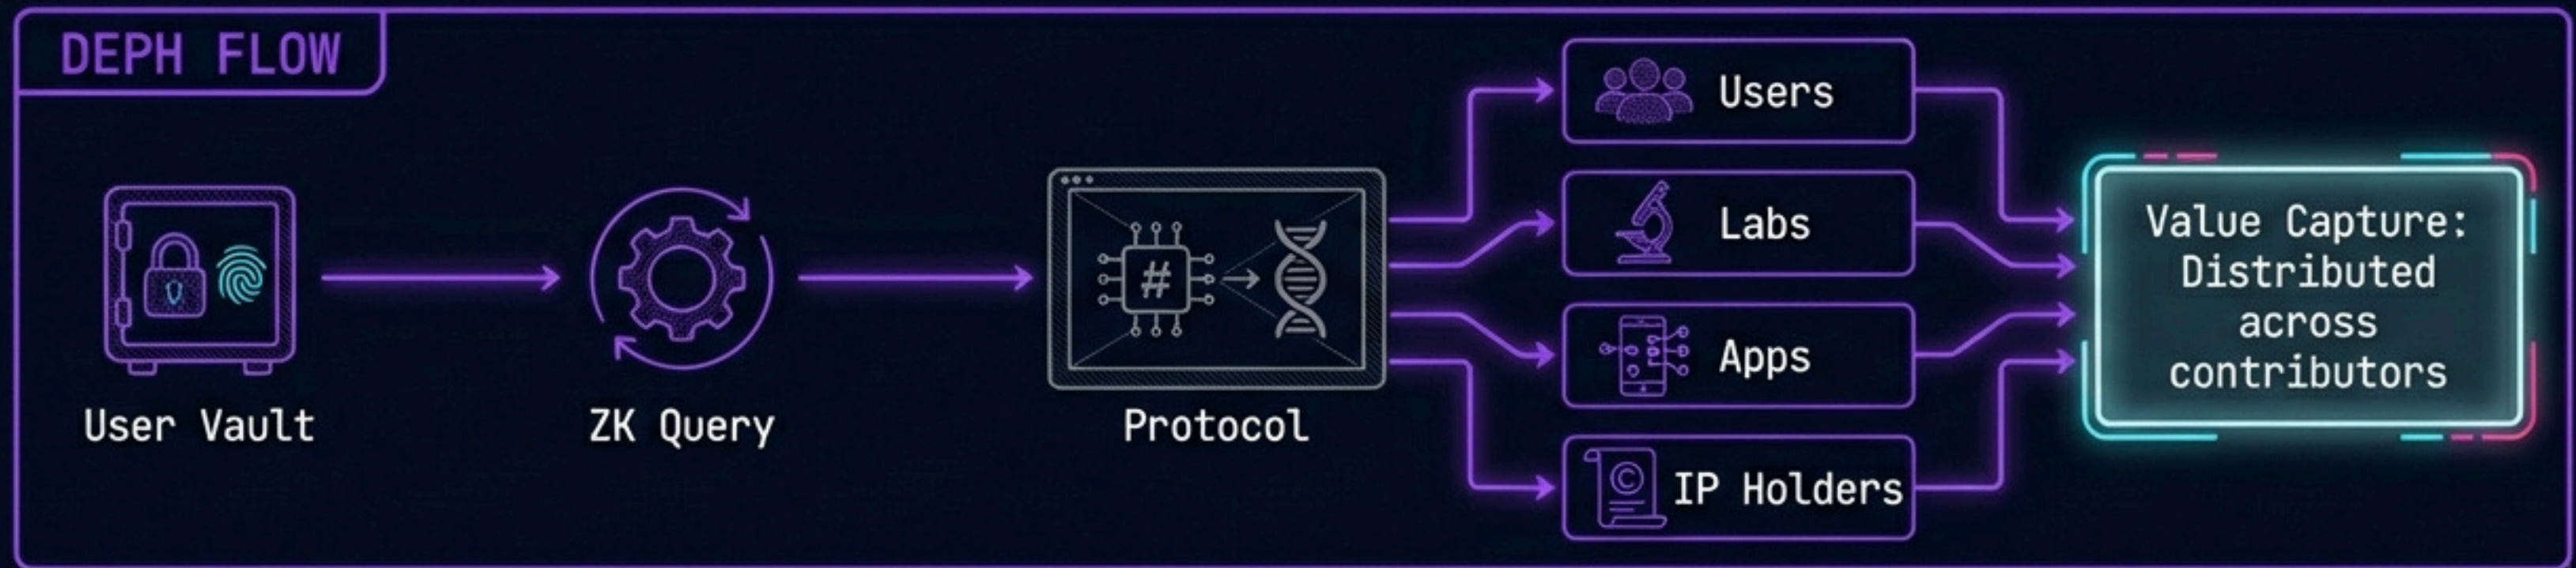 DEPH FLOW
User Vault
ZK Query
#
Protocol
Users
Labs
Apps
©
IP Holders
Value Capture:
Distributed
across
contributors